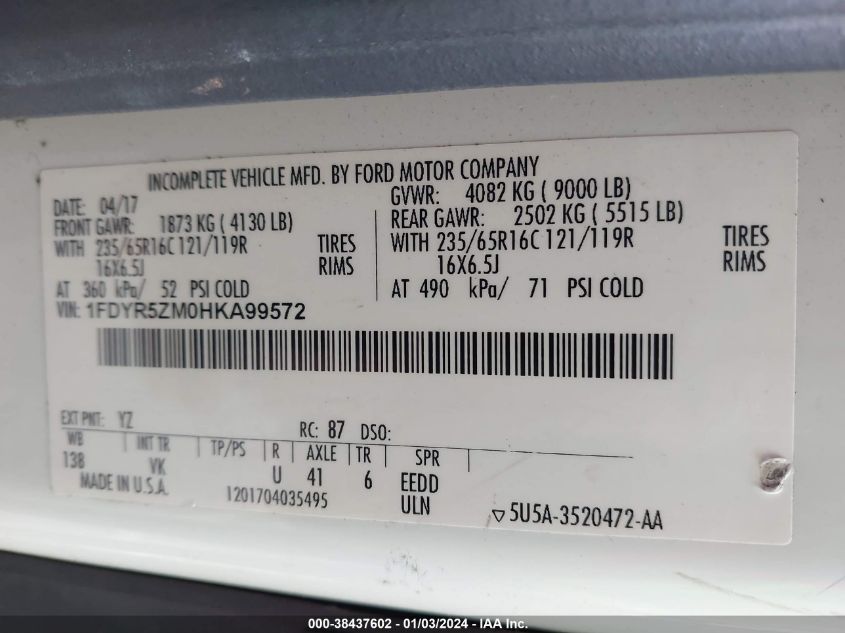 INCOMPLETE VEHICLE MFD. BY FORD MOTOR COMPANY
DATE: 04/17
GVWR: 4082 KG ( 9000 LB)
FRONT GAWR: 1873 KG ( 4130 LB)
REAR GAWR: 2502 KG ( 5515 LB)
WITH 235/65R16C 121/119R TIRES
WITH 235/65R16C 121/119R TIRES
16X6.5J RIMS
16X6.5J RIMS
AT 360 kPa/ 52 PSI COLD
AT 490 kPa/ 71 PSI COLD
VIN: 1FDYR5ZM0HKA99572
EXT PNT: YZ
RC: 87 DSO:
WB INT TR TP/PS R AXLE TR SPR
138 VK U 41 6 EEDD
MADE IN U.S.A. 1201704035495 ULN
▽5U5A-3520472-AA
000-38437602 - 01/03/2024 - IAA Inc.